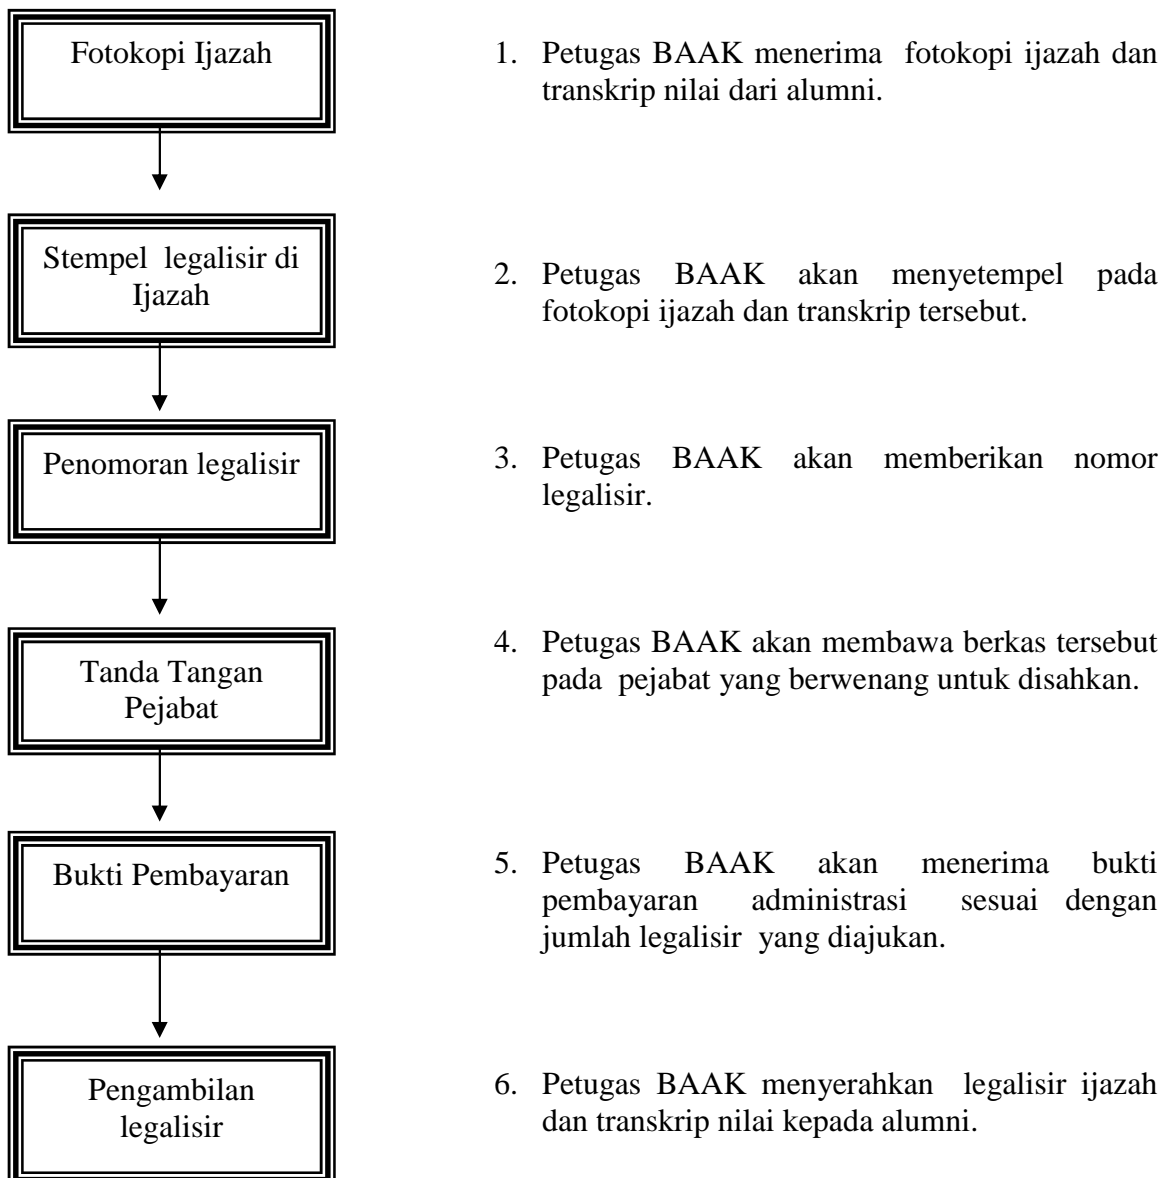 Fotokopi Ijazah
1. Petugas BAAK menerima fotokopi ijazah dan
transkrip nilai dari alumni.
Stempel legalisir di
Ijazah
2. Petugas BAAK akan menyetempel pada
fotokopi ijazah dan transkrip tersebut.
Penomoran legalisir
3. Petugas BAAK akan memberikan nomor
legalisir.
Tanda Tangan
Pejabat
4. Petugas BAAK akan membawa berkas tersebut
pada pejabat yang berwenang untuk disahkan.
Bukti Pembayaran
5. Petugas BAAK akan menerima bukti
pembayaran administrasi sesuai dengan
jumlah legalisir yang diajukan.
Pengambilan
legalisir
6. Petugas BAAK menyerahkan legalisir ijazah
dan transkrip nilai kepada alumni.